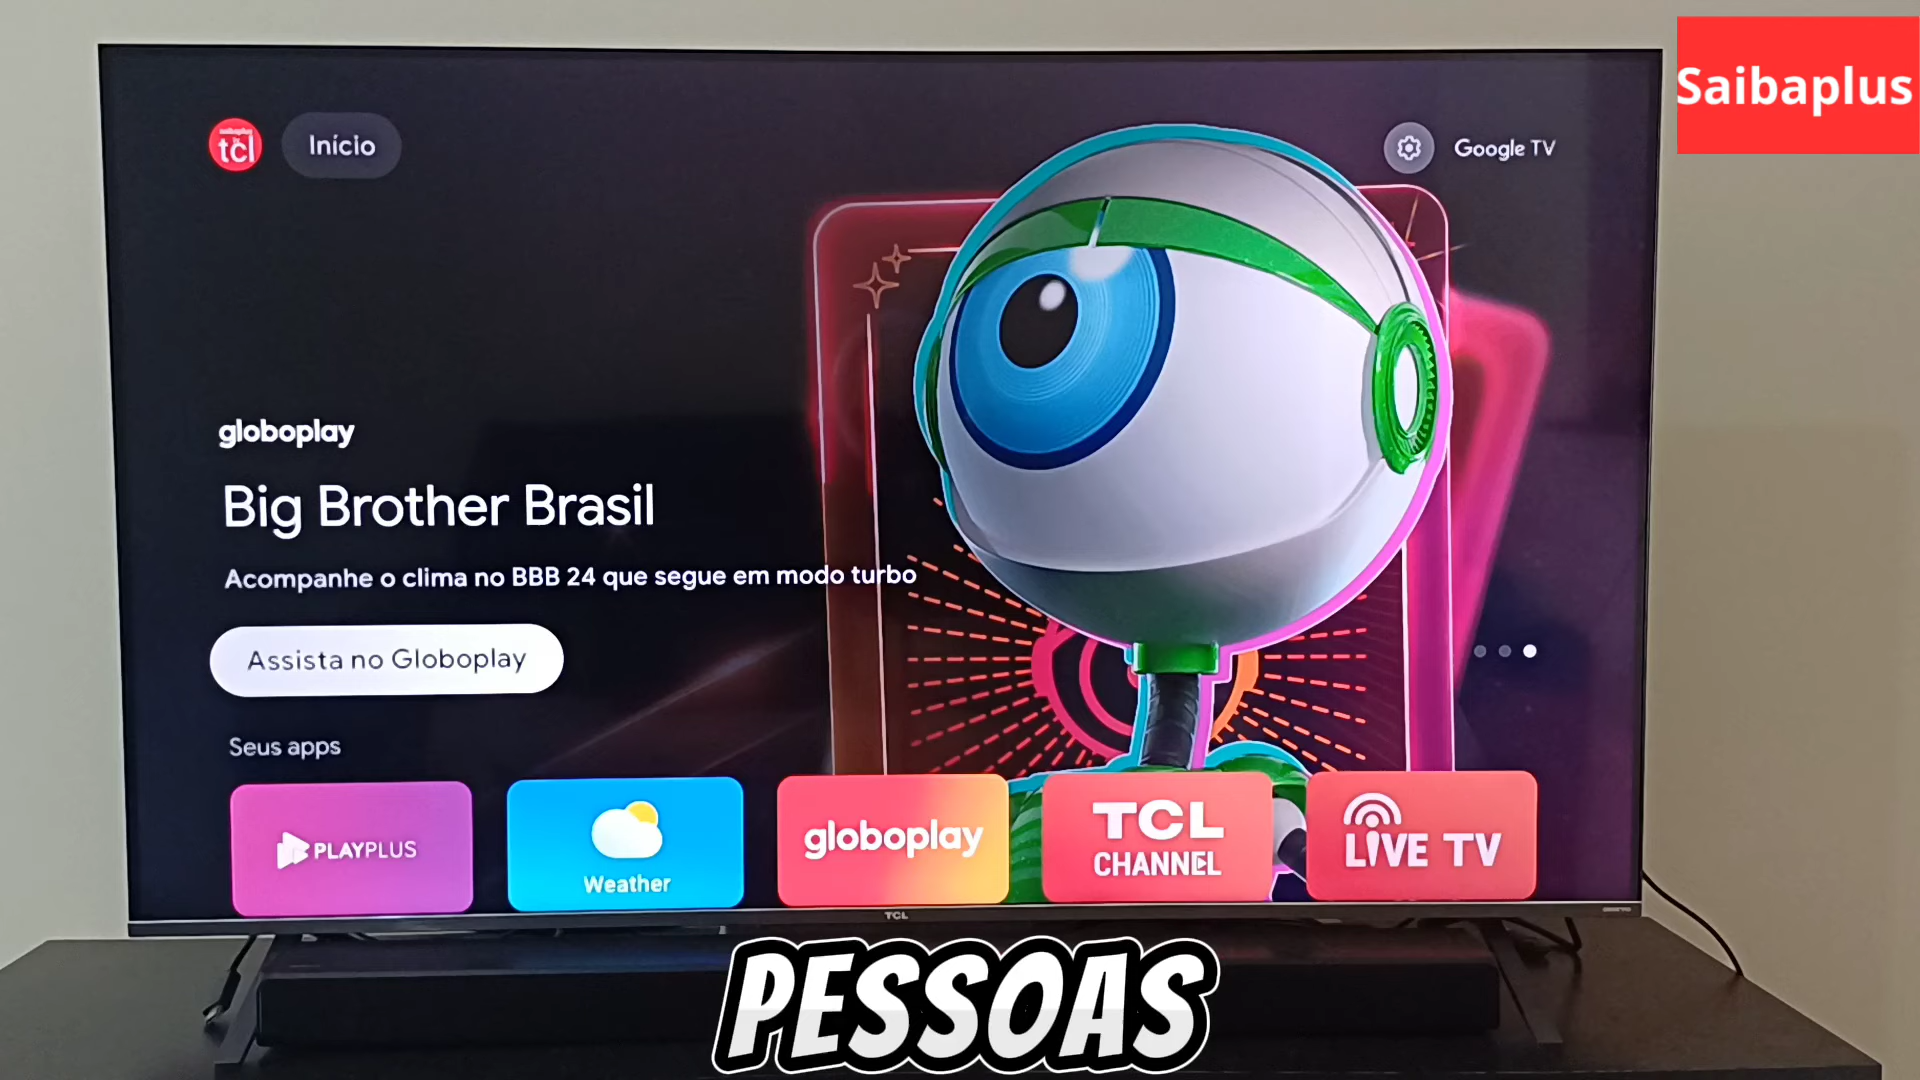 Saibaplus
tcl
Início
Google TV
globoplay
Big Brother Brasil
Acompanhe o clima no BBB 24 que segue em modo turbo
Assista no Globoplay
Seus apps
PLAYPLUS
Weather
globoplay
TCL
CHANNEL
LIVE TV
TCL
PESSOAS